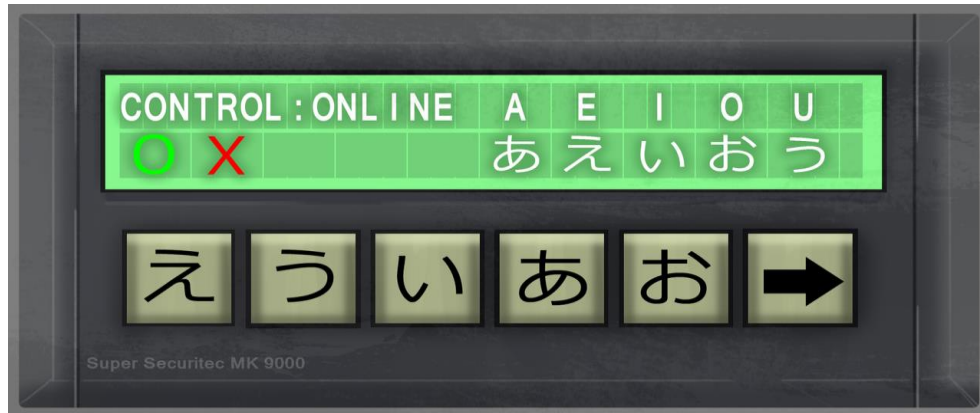 CONTROL:ONLINE A E I O U
O X あ え い お う
え う い あ お ➡
Super Securitec MK 9000